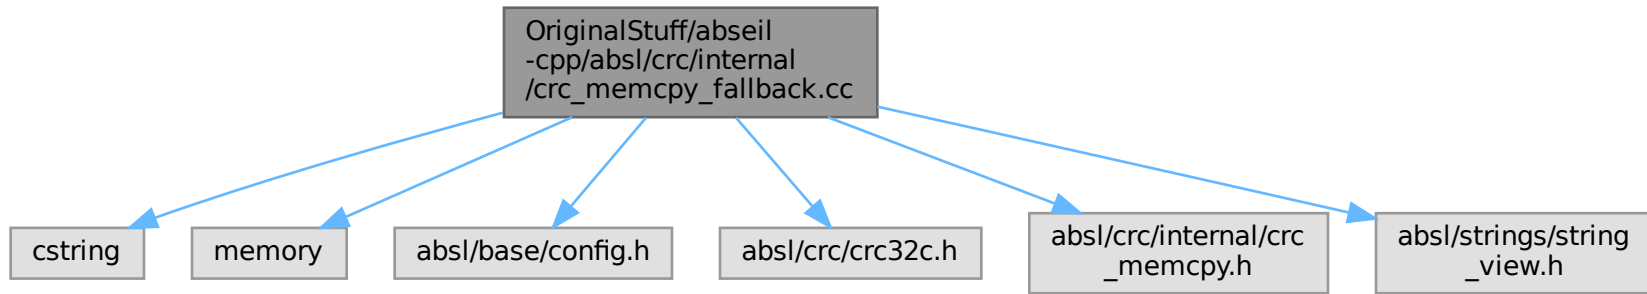 OriginalStuff/abseil
-cpp/absl/crc/internal
/crc_memcpy_fallback.cc
cstring
memory
absl/base/config.h
absl/crc/crc32c.h
absl/crc/internal/crc
_memcpy.h
absl/strings/string
_view.h